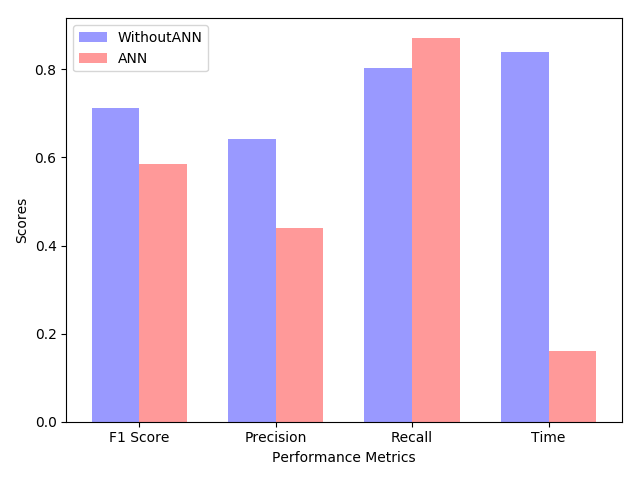 WithoutANN
ANN
Scores
0.8
0.6
0.4
0.2
0.0
F1 Score
Precision
Recall
Time
Performance Metrics